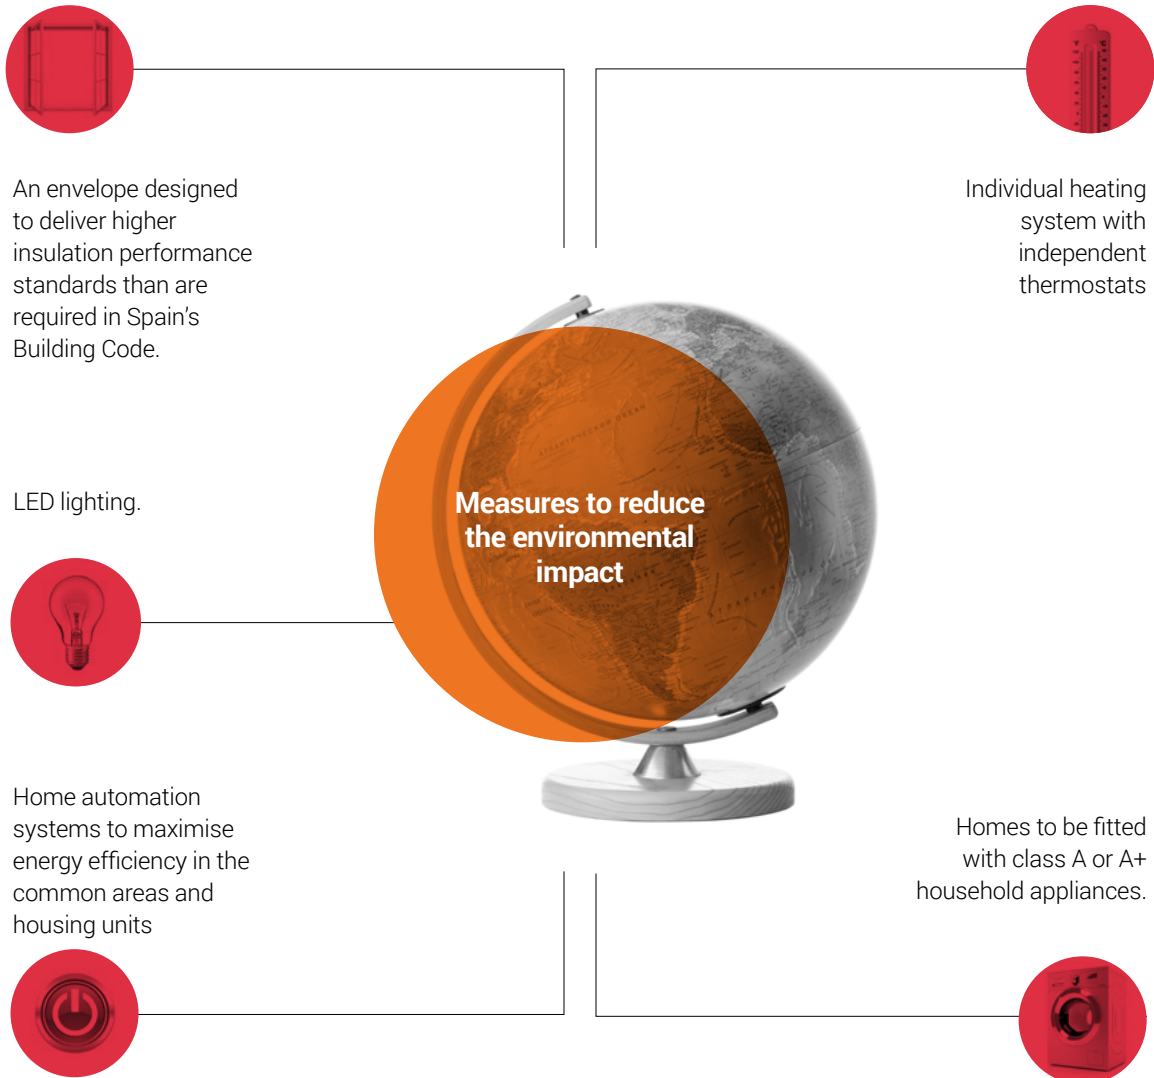 An envelope designed
to deliver higher
insulation performance
standards than are
required in Spain's
Building Code.
Individual heating
system with
independent
thermostats
LED lighting.
Measures to reduce
the environmental
impact
Home automation
systems to maximise
energy efficiency in the
common areas and
housing units
Homes to be fitted
with class A or A+
household appliances.